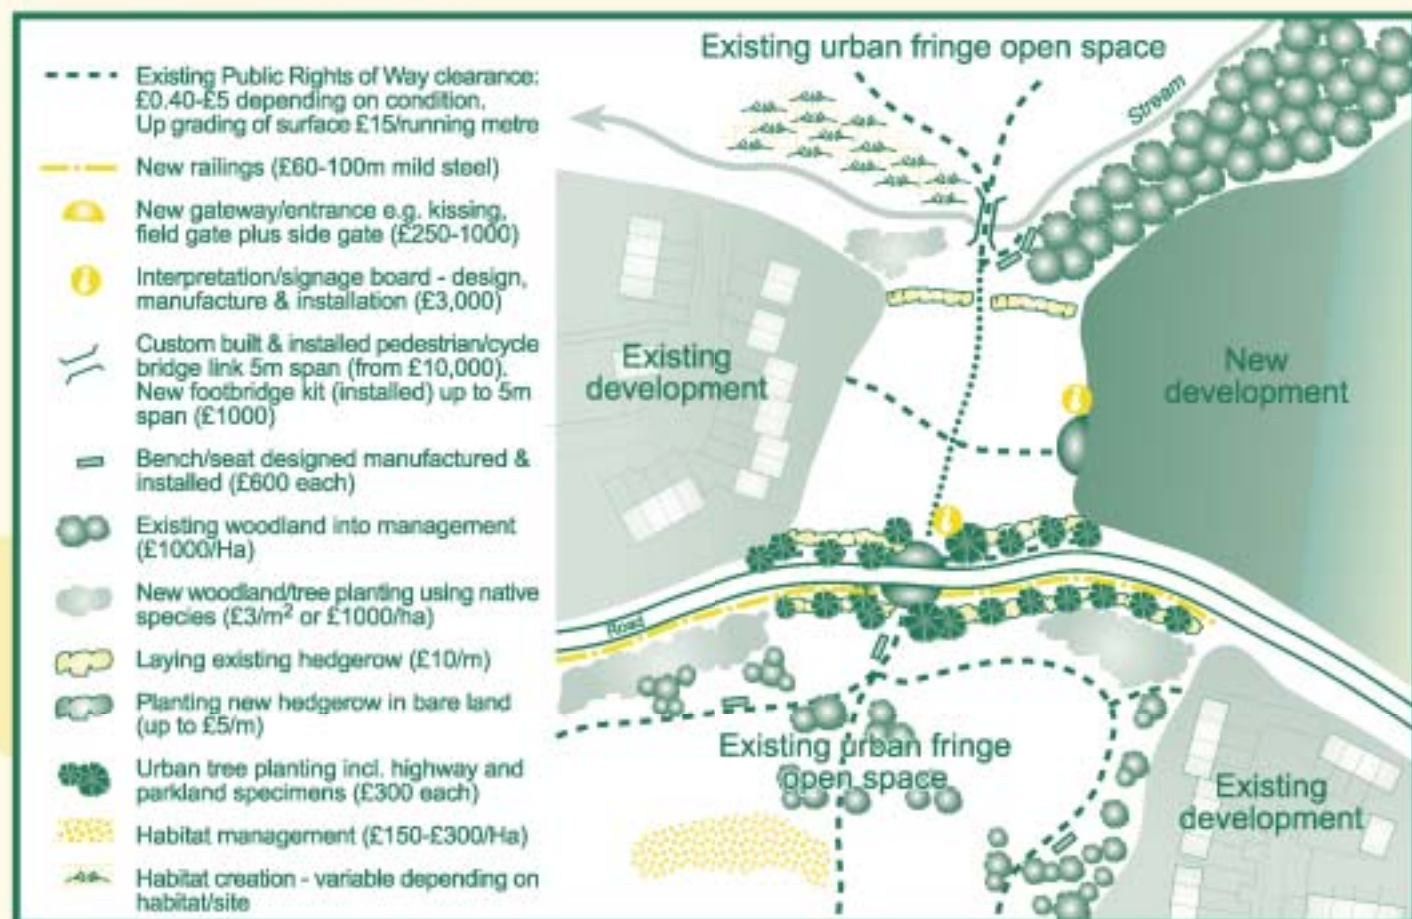 Existing Public Rights of Way clearance:
£0.40-£5 depending on condition.
Up grading of surface £15/running metre
New railings (£60-100m mild steel)
New gateway/entrance e.g. kissing,
field gate plus side gate (£250-1000)
Interpretation/signage board - design,
manufacture & installation (£3,000)
Custom built & installed pedestrian/cycle
bridge link 5m span (from £10,000).
New footbridge kit (installed) up to 5m
span (£1000)
Bench/seat designed manufactured &
installed (£600 each)
Existing woodland into management
(£1000/Ha)
New woodland/tree planting using native
species (£3/m² or £1000/ha)
Laying existing hedgerow (£10/m)
Planting new hedgerow in bare land
(up to £5/m)
Urban tree planting incl. highway and
parkland specimens (£300 each)
Habitat management (£150-£300/Ha)
Habitat creation - variable depending on
habitat/site
Existing urban fringe open space
Stream
Existing
development
New
development
i
i
Road
Existing urban fringe
open space
Existing
development